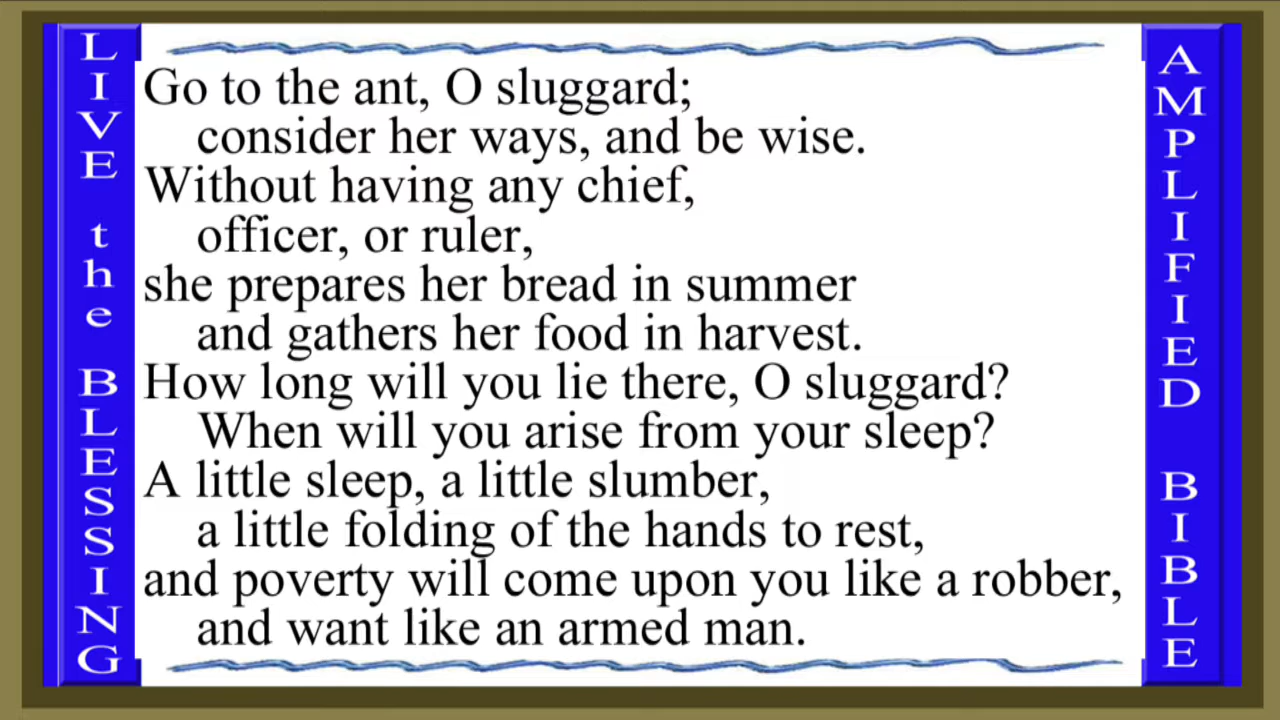 LIVE the BLESSING
Go to the ant, O sluggard;
consider her ways, and be wise.
Without having any chief,
officer, or ruler,
she prepares her bread in summer
and gathers her food in harvest.
How long will you lie there, O sluggard?
When will you arise from your sleep?
A little sleep, a little slumber,
a little folding of the hands to rest,
and poverty will come upon you like a robber,
and want like an armed man.
AMPLIFIED BIBLE